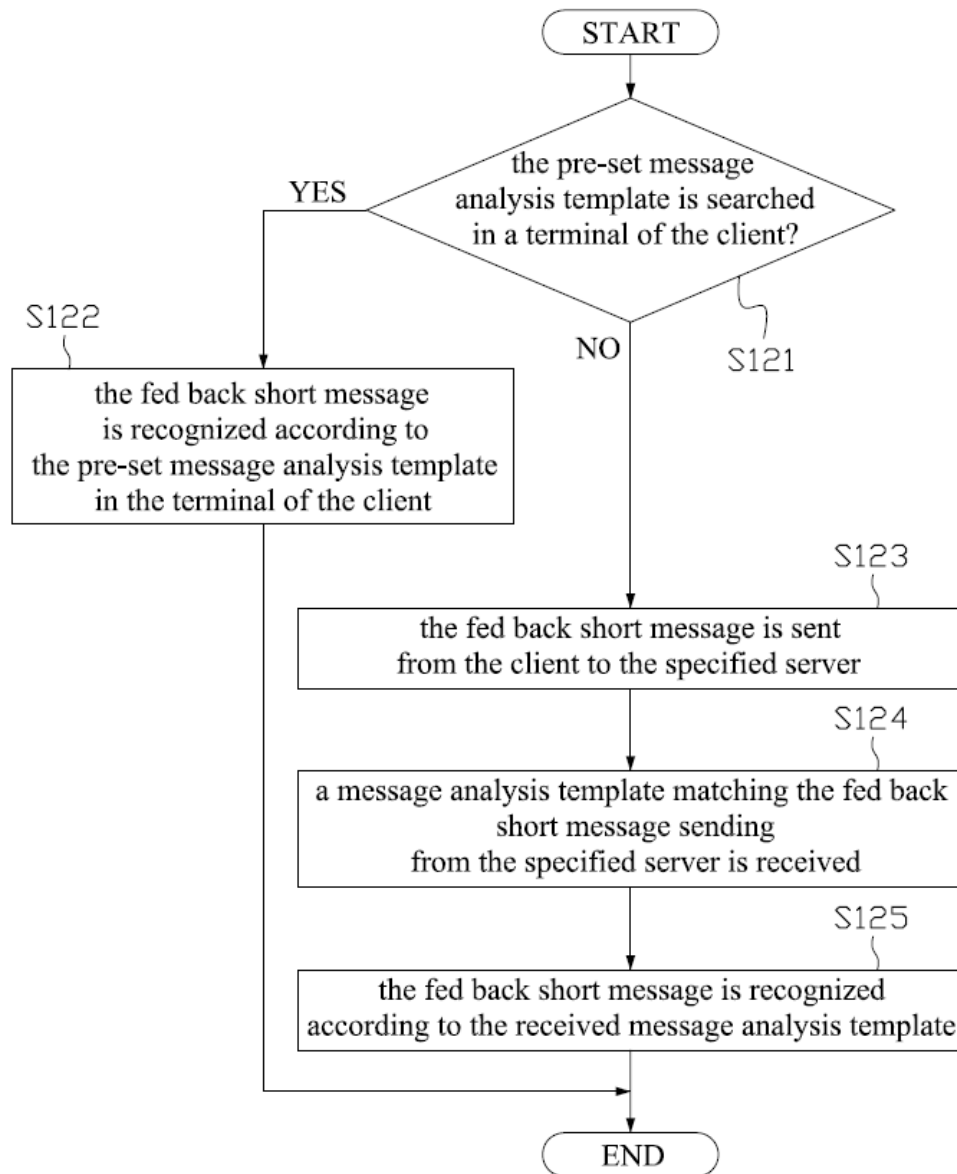 START
the pre-set message
analysis template is searched
in a terminal of the client?
YES
S121
NO
S122
the fed back short message
is recognized according to
the pre-set message analysis template
in the terminal of the client
S123
the fed back short message is sent
from the client to the specified server
S124
a message analysis template matching the fed back
short message sending
from the specified server is received
S125
the fed back short message is recognized
according to the received message analysis template
END